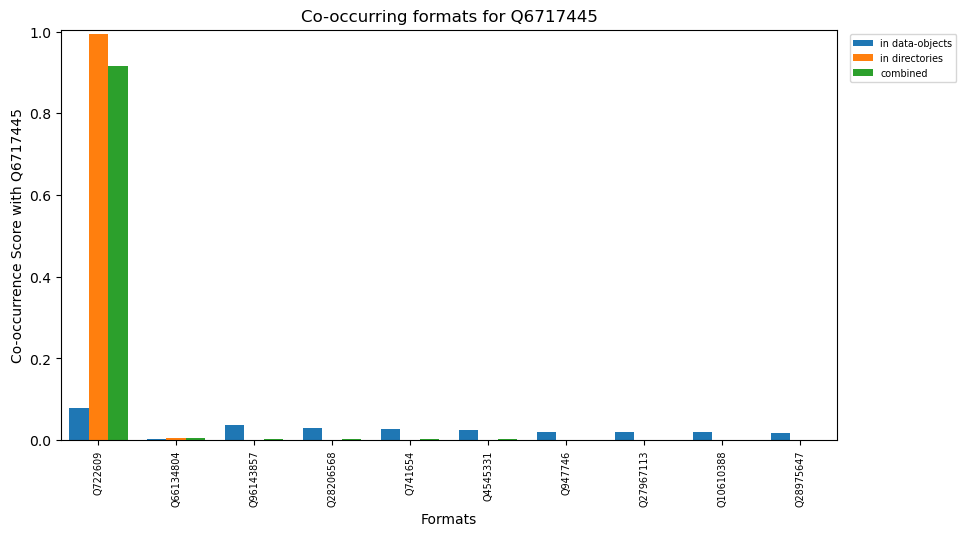 Co-occurring formats for Q6717445
Co-occurrence Score with Q6717445
1.0
0.8
0.6
0.4
0.2
0.0
in data-objects
in directories
combined
Q722609
Q66134804
Q96143857
Q28206568
Q741654
Q4545331
Q947746
Q27967113
Q10610388
Q28975647
Formats